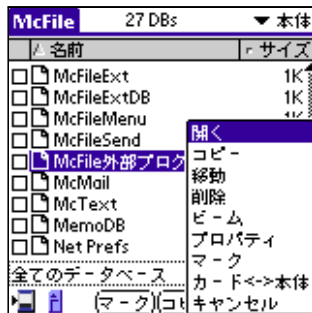 McFile 27 DBs ▼ 本体
名前 サイズ
McFileExt 1K
McFileExtDB 1K
McFileMenu
McFileSend
McFile外部プログ
McMail
McText
MemoDB
Net Prefs
開く
コピー
移動
削除
ビーム
プロパティ
マーク
カード<->本体
キャンセル
全てのデータベース
(マーク)(コピ